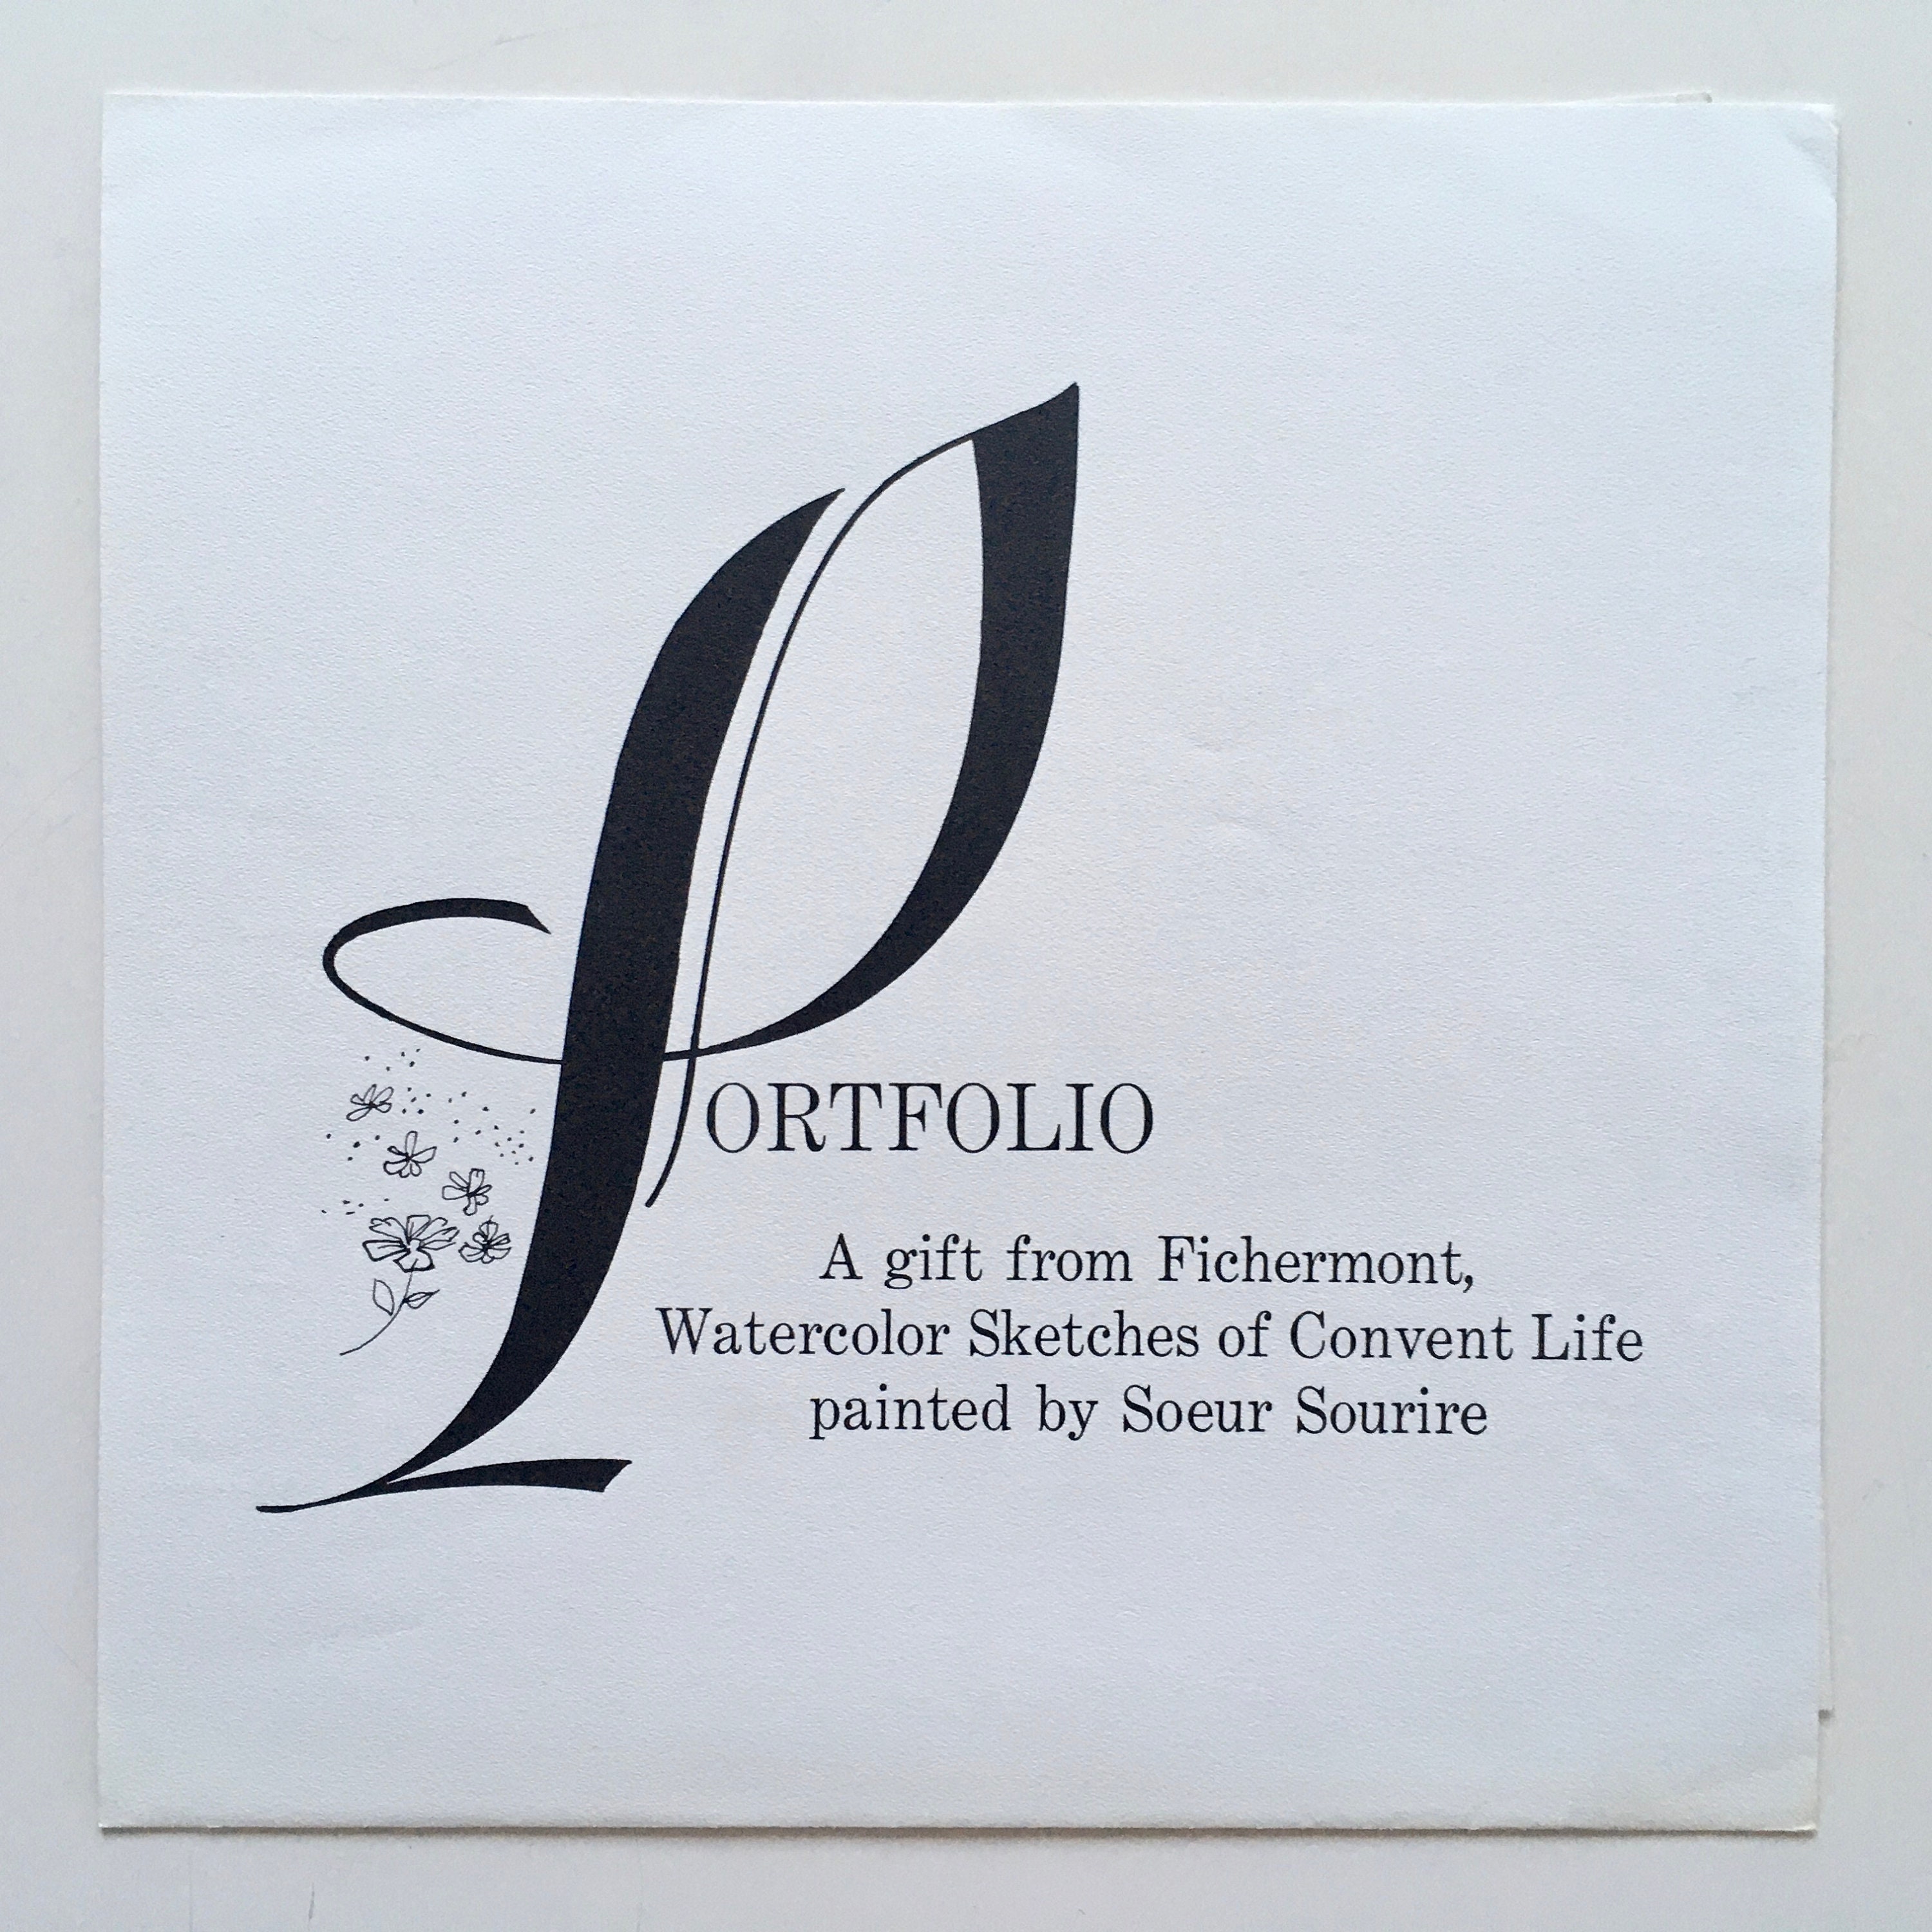 PORTFOLIO
A gift from Fichermont,
Watercolor Sketches of Convent Life
painted by Soeur Sourire